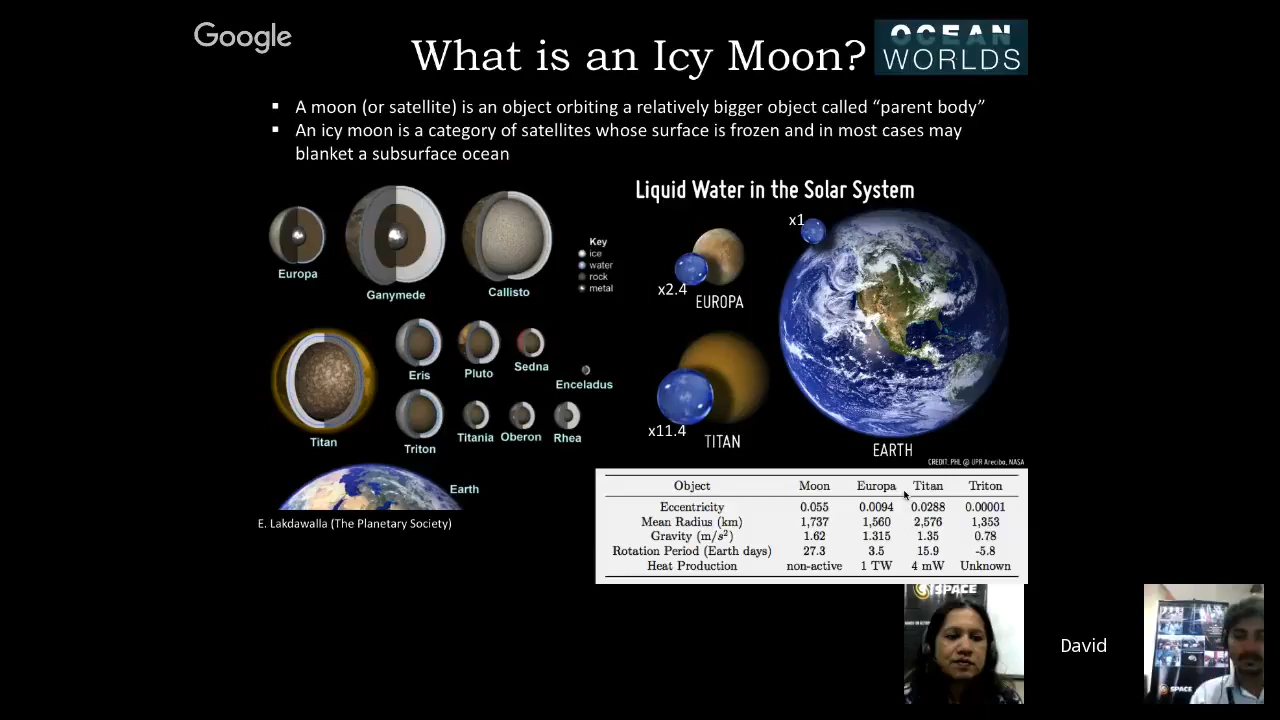 Google
What is an Icy Moon?
OCEAN
WORLDS
▪ A moon (or satellite) is an object orbiting a relatively bigger object called “parent body”
▪ An icy moon is a category of satellites whose surface is frozen and in most cases may
blanket a subsurface ocean
Europa
Ganymede
Callisto
Key
ice
water
rock
metal
Titan
Eris
Pluto
Sedna
Enceladus
Triton
Titania
Oberon
Rhea
Earth
E. Lakdawalla (The Planetary Society)
Liquid Water in the Solar System
x1
x2.4
EUROPA
x11.4
TITAN
EARTH
CREDIT: PHL @ UPR Arecibo, NASA
Object Moon Europa Titan Triton
Eccentricity 0.055 0.0094 0.0288 0.00001
Mean Radius (km) 1,737 1,560 2,576 1,353
Gravity (m/s²) 1.62 1.315 1.35 0.78
Rotation Period (Earth days) 27.3 3.5 15.9 -5.8
Heat Production non-active 1 TW 4 mW Unknown
SPACE
David
SPACE